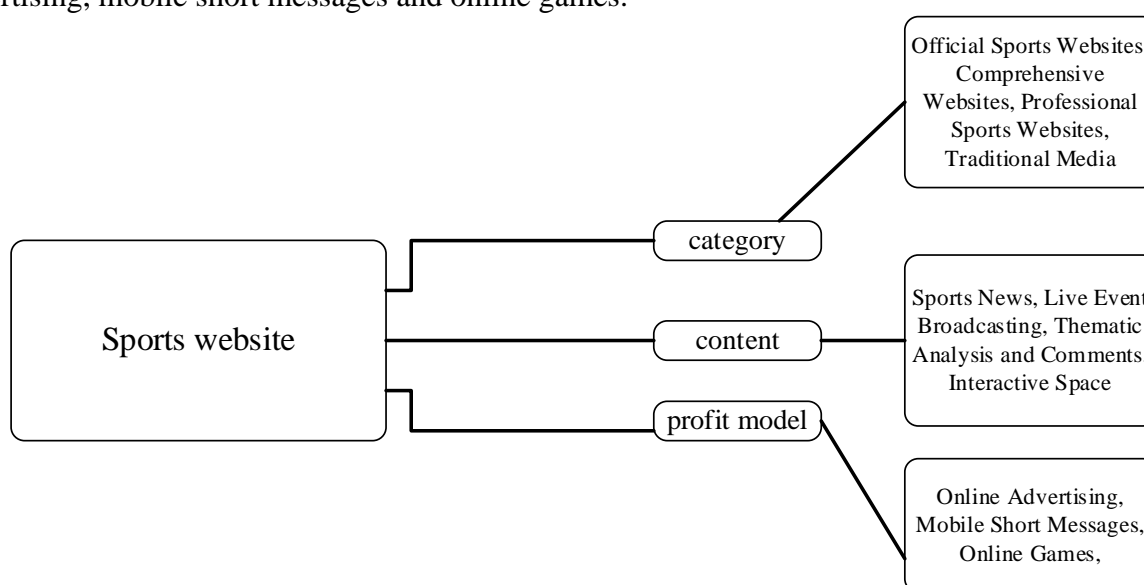 rtising, mobile short messages and online games.
Official Sports Websites
Comprehensive
Websites, Professional
Sports Websites,
Traditional Media
category
Sports website
content
Sports News, Live Event
Broadcasting, Thematic
Analysis and Comments
Interactive Space
profit model
Online Advertising,
Mobile Short Messages,
Online Games,